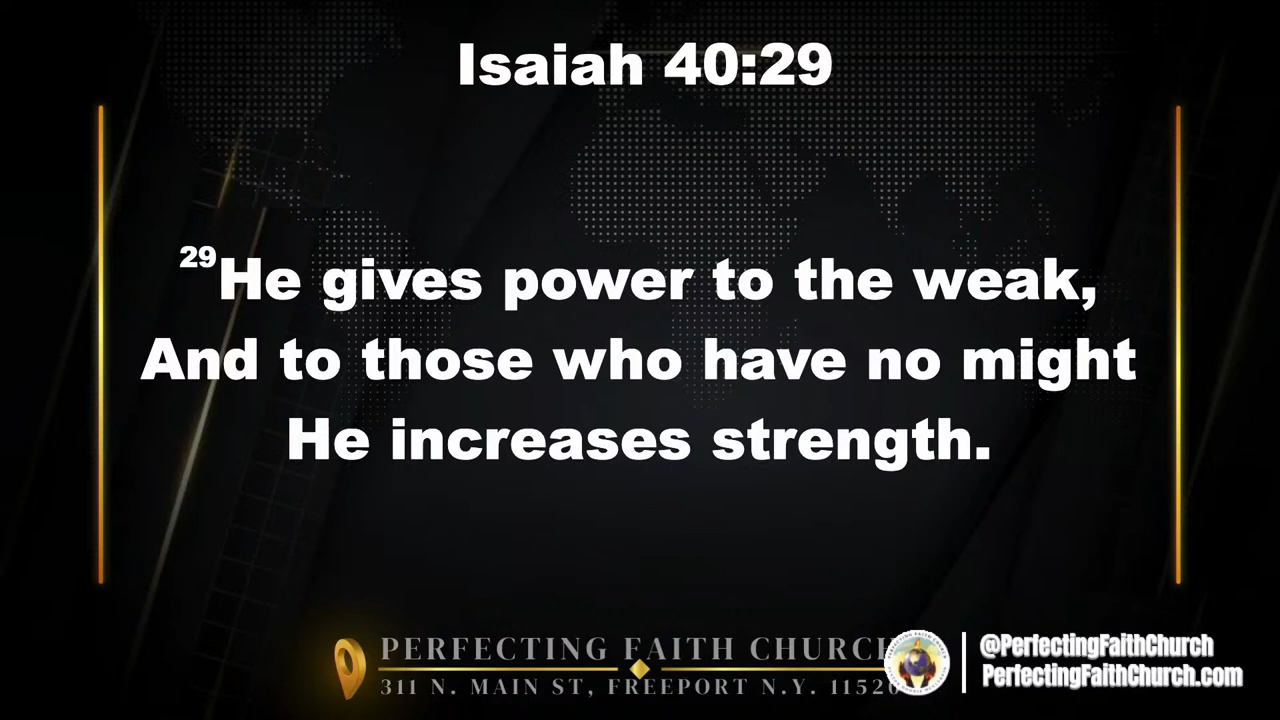 Isaiah 40:29
29He gives power to the weak,
And to those who have no might
He increases strength.
PERFECTING FAITH CHURCH
311 N. MAIN ST, FREEPORT N.Y. 11520
@PerfectingFaithChurch
PerfectingFaithChurch.com